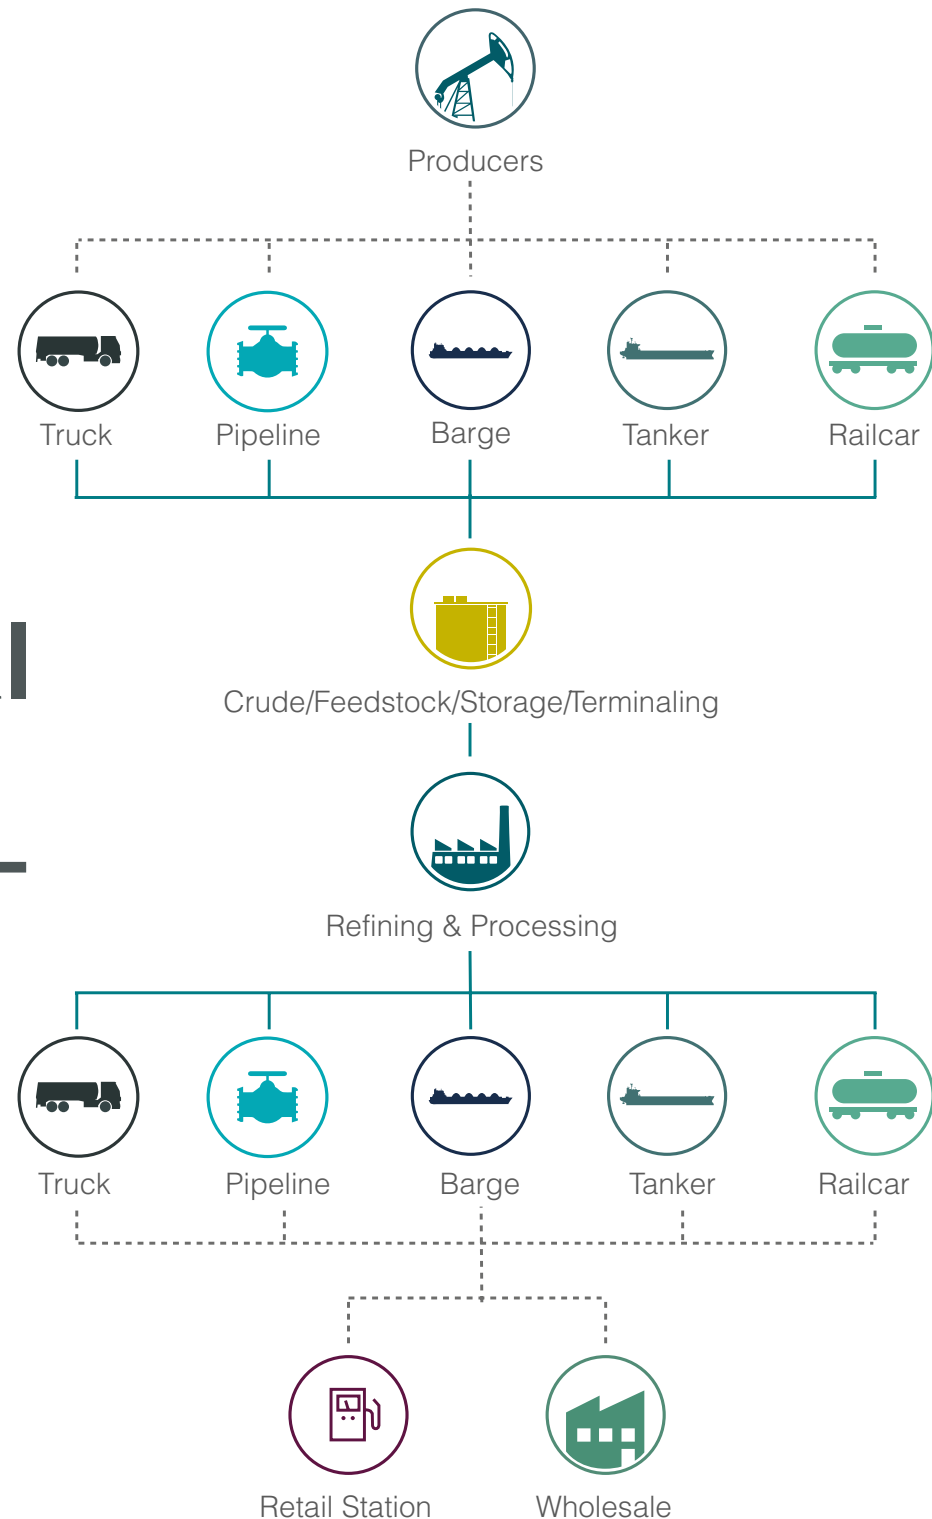 Producers
Truck
Pipeline
Barge
Tanker
Railcar
Crude/Feedstock/Storage/Terminaling
Refining & Processing
Truck
Pipeline
Barge
Tanker
Railcar
Retail Station
Wholesale